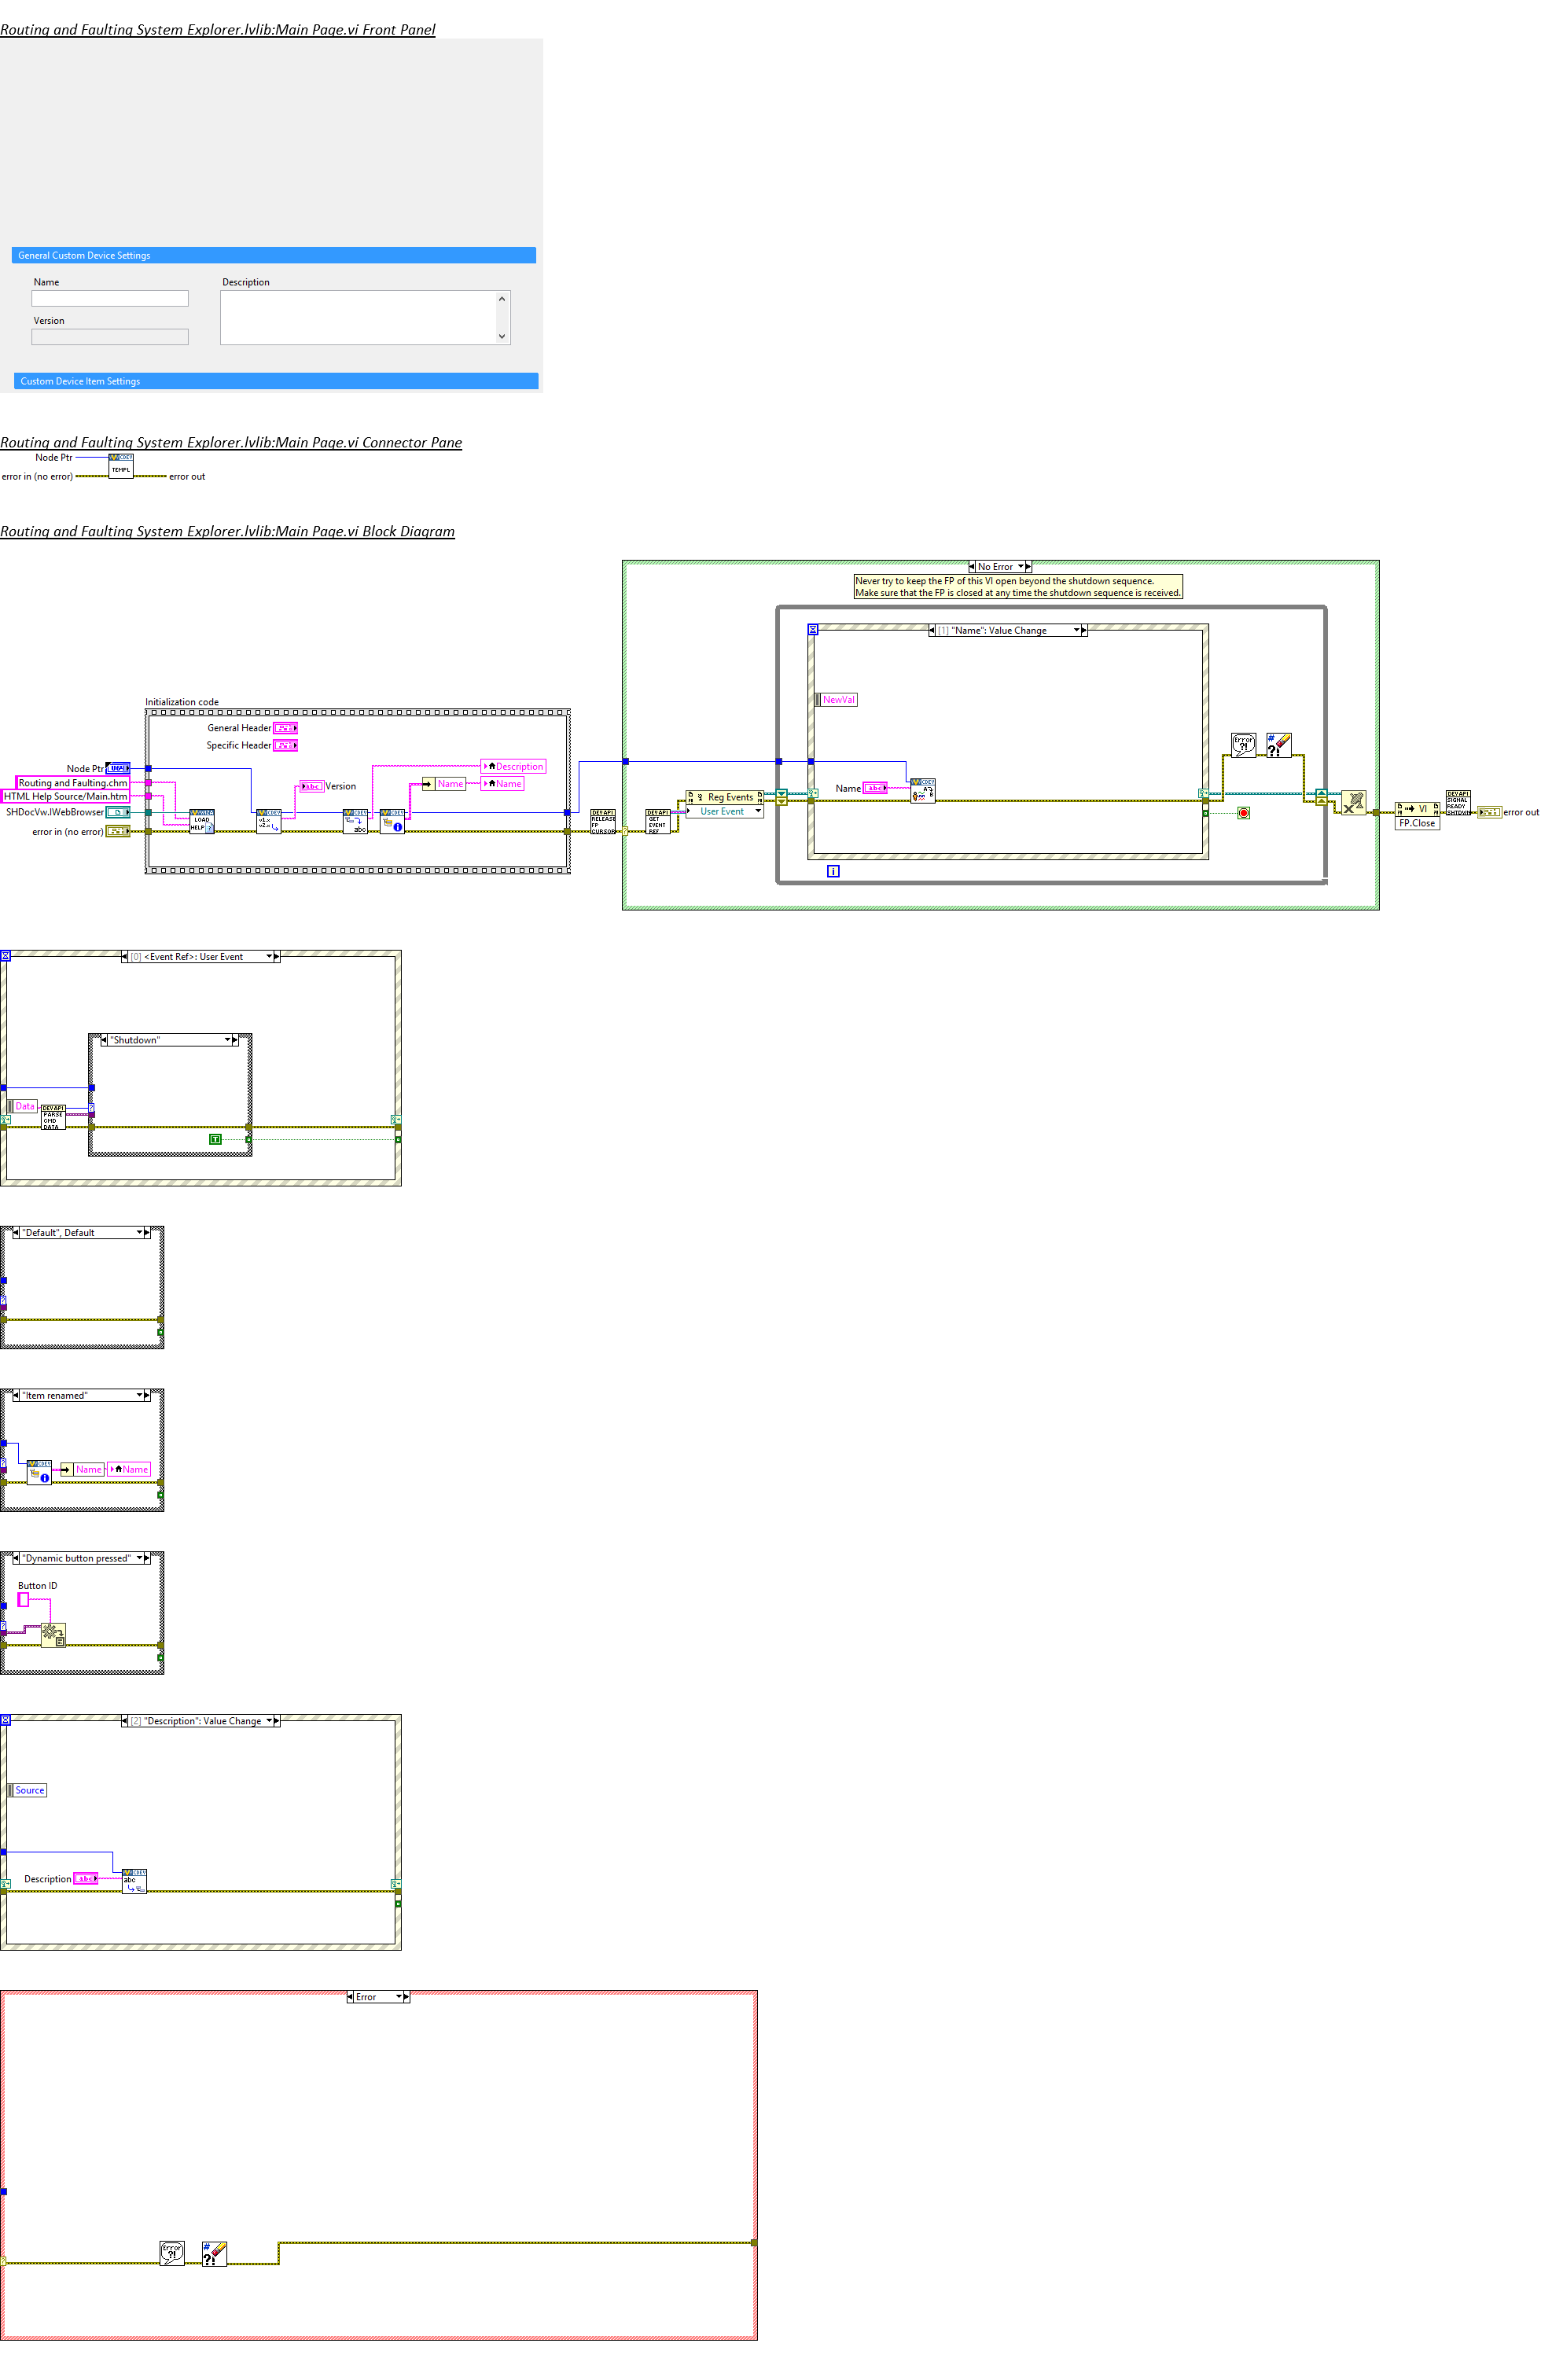 Routing and Faulting System Explorer.lvlib:Main Page.vi Front Panel
General Custom Device Settings
Name
Description
Version
Custom Device Item Settings
Routing and Faulting System Explorer.lvlib:Main Page.vi Connector Pane
Node Ptr
TEMPL
error in (no error)
error out
Routing and Faulting System Explorer.lvlib:Main Page.vi Block Diagram
No Error
Never try to keep the FP of this VI open beyond the shutdown sequence.
Make sure that the FP is closed at any time the shutdown sequence is received.
[1] "Name": Value Change
NewVal
Initialization code
General Header
Specific Header
Node Ptr
Description
Routing and Faulting.chm
Version
Name
Name
HTML Help Source/Main.htm
SHDocVw.IWebBrowser
LOAD
HELP
abc
error in (no error)
DEVAPI
RELEASE
FP
CURSOR
DEVAPI
GET
EVENT
REF
Reg Events
User Event
Name
abc
Error
?!
#
?!
i
VI
FP.Close
DEVAPI
SIGNAL
READY
SHTDWN
error out
[0] <Event Ref>: User Event
"Shutdown"
Data
DEVAPI
PARSE
CMD
DATA
T
"Default", Default
"Item renamed"
Name
Name
"Dynamic button pressed"
Button ID
[2] "Description": Value Change
Source
Description
abc
abc
Error
Error
?!
#
?!